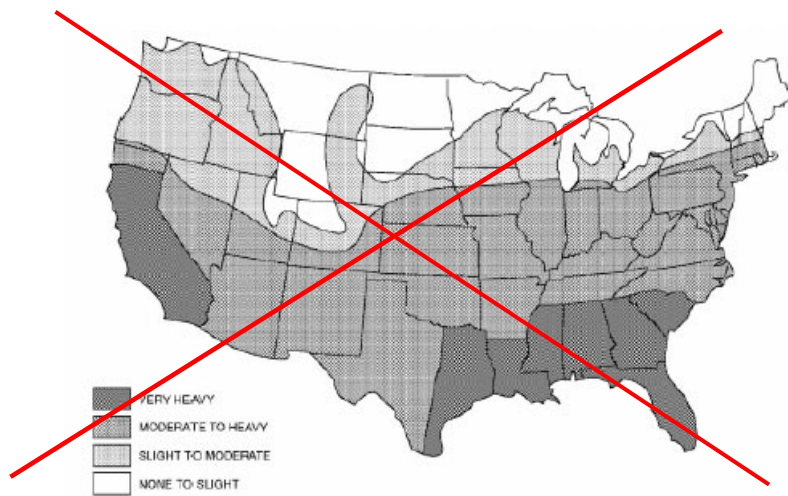 VERY HEAVY
MODERATE TO HEAVY
SLIGHT TO MODERATE
NONE TO SLIGHT